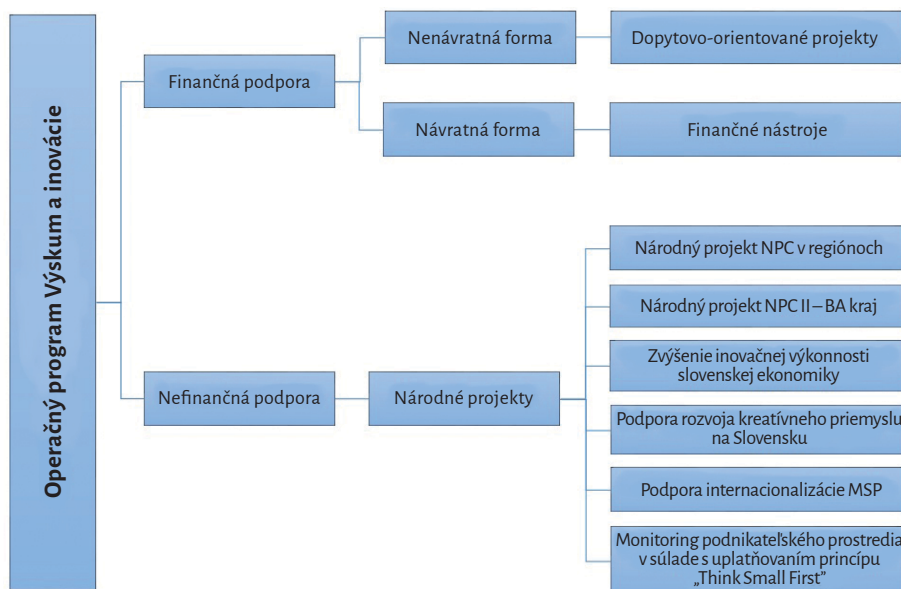 Operačný program Výskum a inovácie
Finančná podpora
Nenávratná forma
Dopytovo-orientované projekty
Návratná forma
Finančné nástroje
Nefinančná podpora
Národné projekty
Národný projekt NPC v regiónoch
Národný projekt NPC II – BA kraj
Zvýšenie inovačnej výkonnosti
slovenskej ekonomiky
Podpora rozvoja kreatívneho priemyslu
na Slovensku
Podpora internacionalizácie MSP
Monitoring podnikateľského prostredia
v súlade s uplatňovaním princípu
„Think Small First”